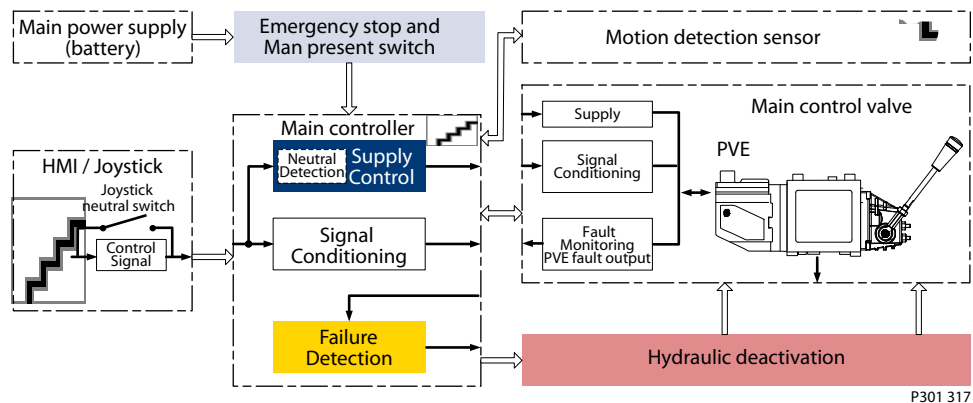 Main power supply
(battery)
Emergency stop and
Man present switch
Motion detection sensor
Main controller
Neutral
Detection
Supply
Control
Supply
Signal
Conditioning
Fault
Monitoring
PVE fault output
Main control valve
PVE
HMI / Joystick
Joystick
neutral switch
Control
Signal
Signal
Conditioning
Failure
Detection
Hydraulic deactivation
P301 317